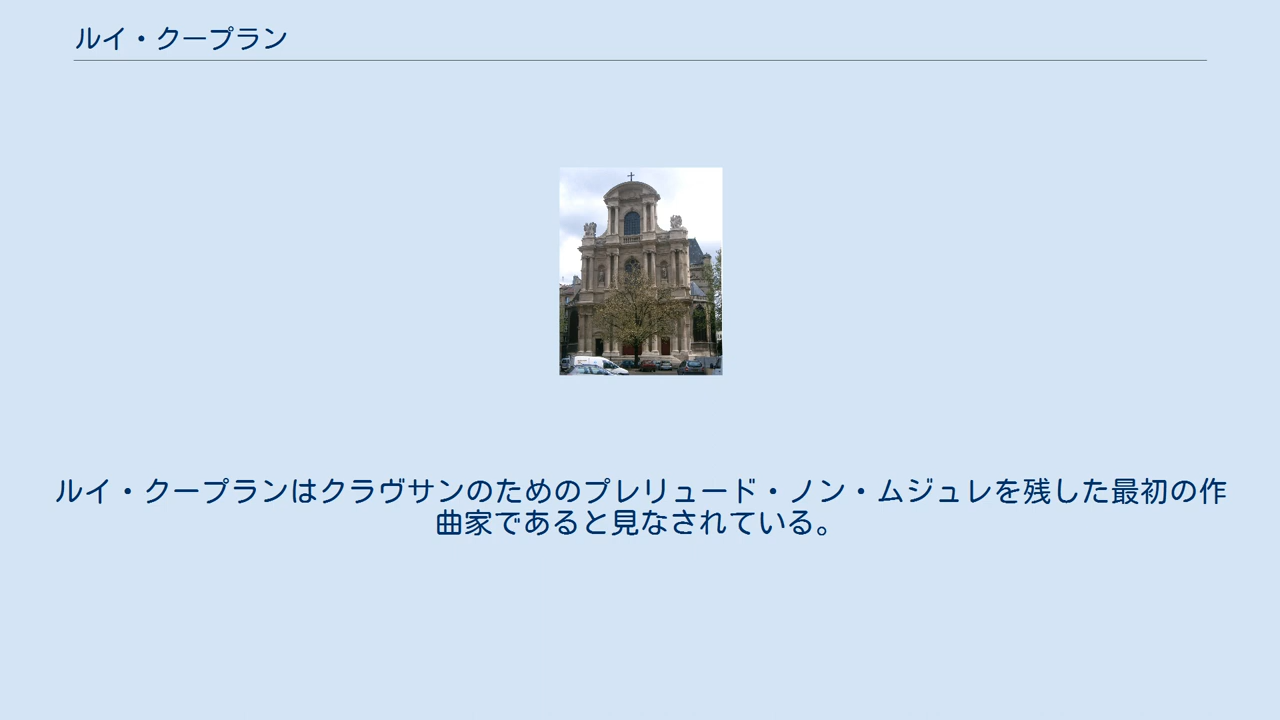 ルイ・クープラン
ルイ・クープランはクラヴサンのためのプレリュード・ノン・ムジュレを残した最初の作
曲家であると見なされている。